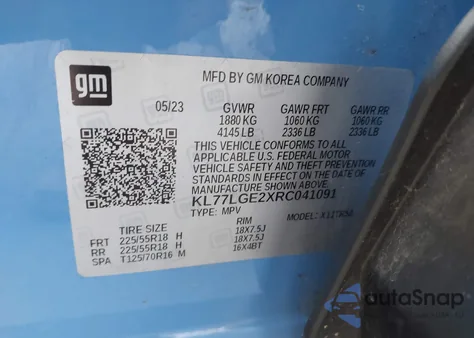 gm
MFD BY GM KOREA COMPANY
05/23 GVWR GAWR FRT GAWR RR
1880 KG 1060 KG 1060 KG
4145 LB 2336 LB 2336 LB
THIS VEHICLE CONFORMS TO ALL
APPLICABLE U.S. FEDERAL MOTOR
VEHICLE SAFETY AND THEFT PREVENTION
STANDARDS IN EFFECT ON THE DATE OF
MANUFACTURE SHOWN ABOVE.
KL77LGE2XRC041091
TYPE: MPV MODEL:
TIRE SIZE RIM
FRT 225/55R18 H 18X7.5J
RR 225/55R18 H 18X7.5J
SPA T125/70R16 M 16X4BT
autoSnap